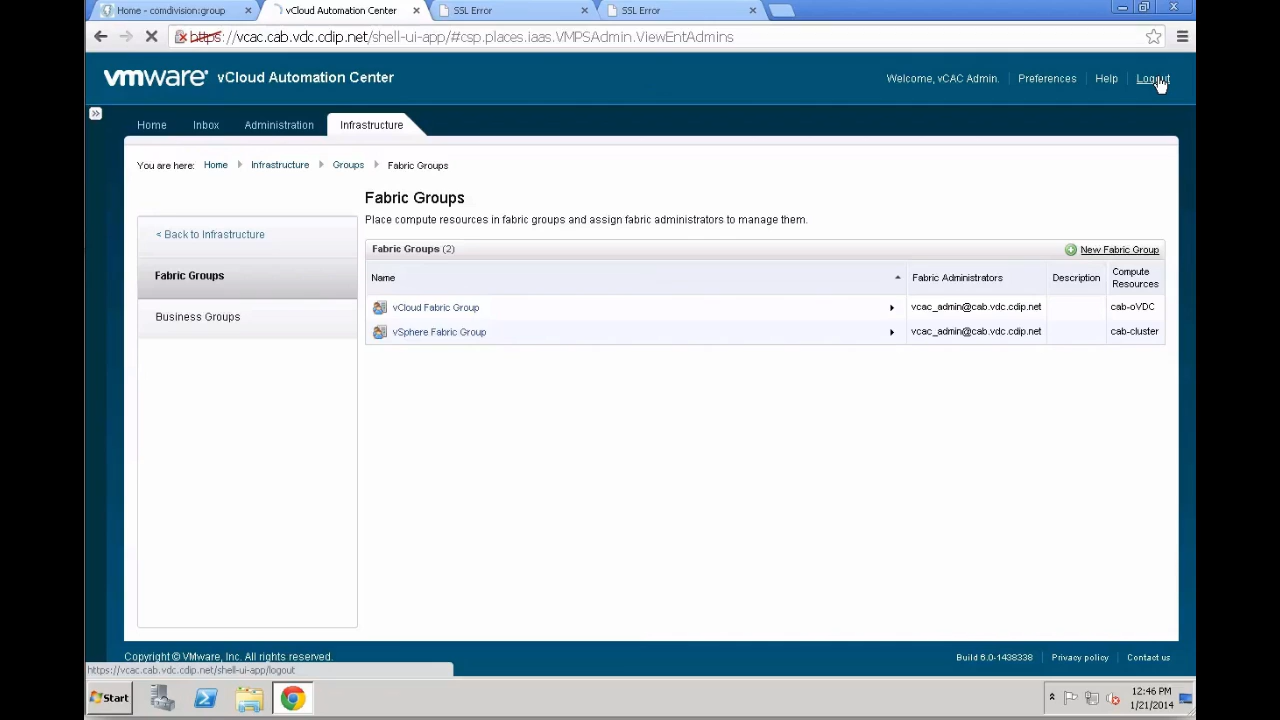 Home - comdivision:group
vCloud Automation Center
SSL Error
SSL Error
https://vcac.cab.vdc.cdip.net/shell-ui-app/#csp.places.iaas.VMPSAdmin.ViewEntAdmins
vmware® vCloud Automation Center
Welcome, vCAC Admin. Preferences Help Logout
Home Inbox Administration Infrastructure
You are here: Home Infrastructure Groups Fabric Groups
< Back to Infrastructure
Fabric Groups
Business Groups
Fabric Groups
Place compute resources in fabric groups and assign fabric administrators to manage them.
Fabric Groups (2) New Fabric Group
Name Fabric Administrators Description Compute Resources
vCloud Fabric Group vcac_admin@cab.vdc.cdip.net cab-oVDC
vSphere Fabric Group vcac_admin@cab.vdc.cdip.net cab-cluster
Copyright © VMware, Inc. All rights reserved.
Build 6.0-1438338 Privacy policy Contact us
https://vcac.cab.vdc.cdip.net/shell-ui-app/logout
Start
12:46 PM
1/21/2014